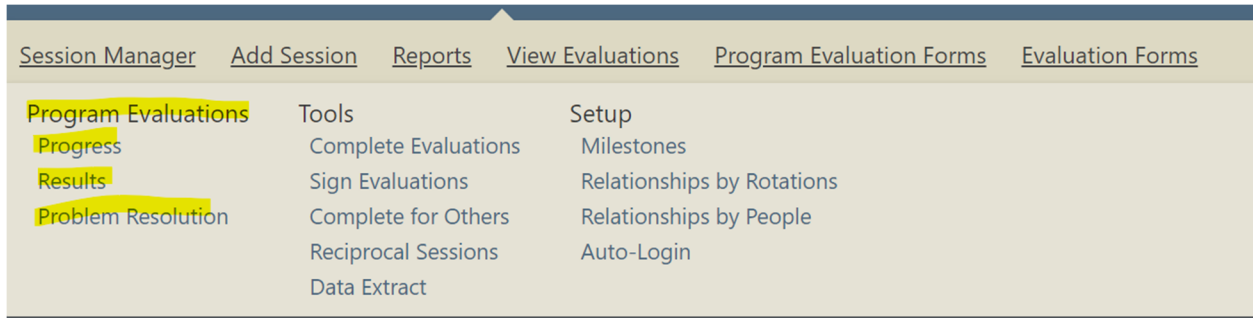 Session Manager Add Session Reports View Evaluations Program Evaluation Forms Evaluation Forms
Program Evaluations
Progress
Results
Problem Resolution
Tools
Complete Evaluations
Sign Evaluations
Complete for Others
Reciprocal Sessions
Data Extract
Setup
Milestones
Relationships by Rotations
Relationships by People
Auto-Login